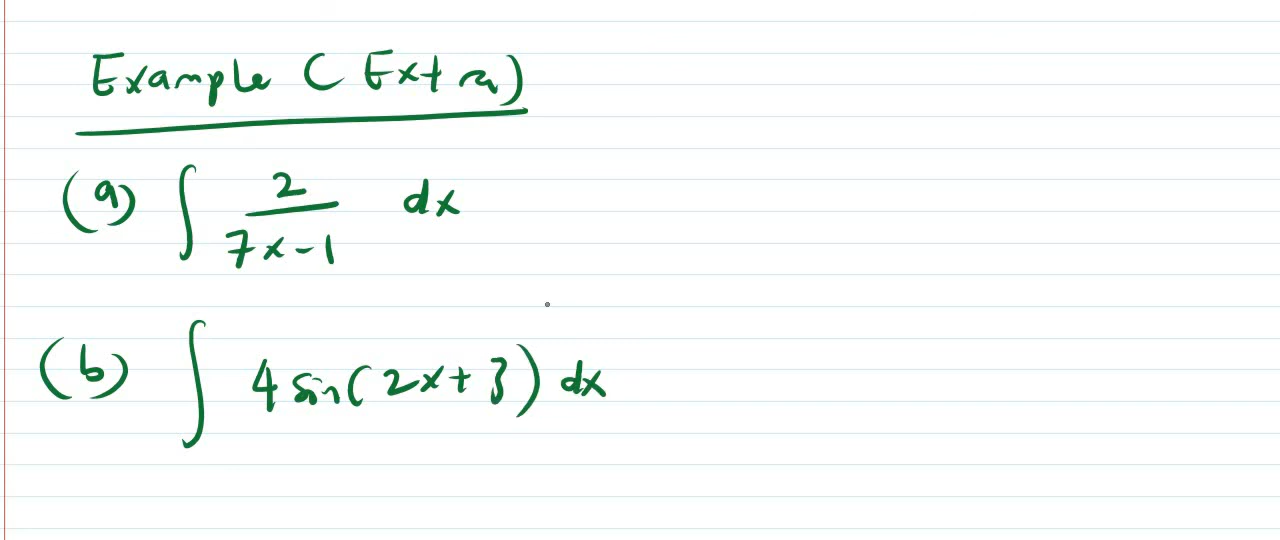 Example (Extra)
(a) ∫ 2/(7x-1) dx
(b) ∫ 4 sin(2x+3) dx